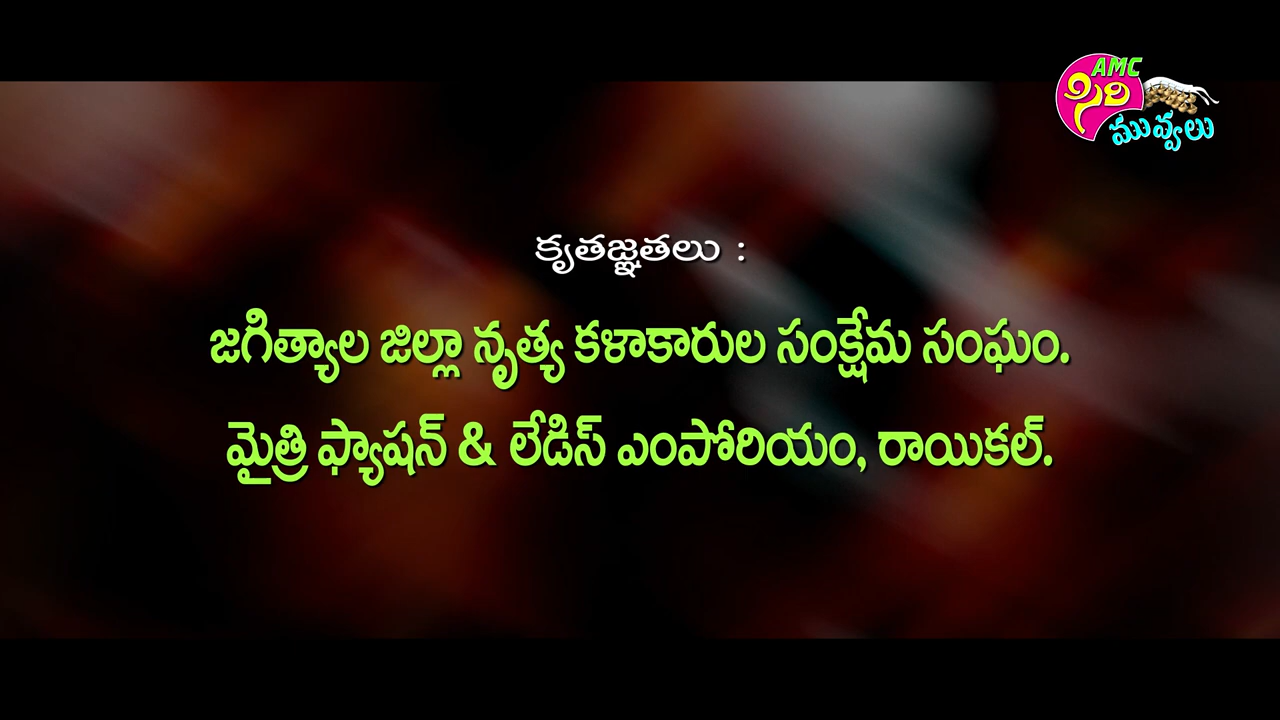 AMC
సిరి
మువ్వలు
కృతజ్ఞతలు :
జగిత్యాల జిల్లా నృత్య కళాకారుల సంక్షేమ సంఘం.
మైత్రి ఫ్యాషన్ & లేడిస్ ఎంపోరియం, రాయికల్.